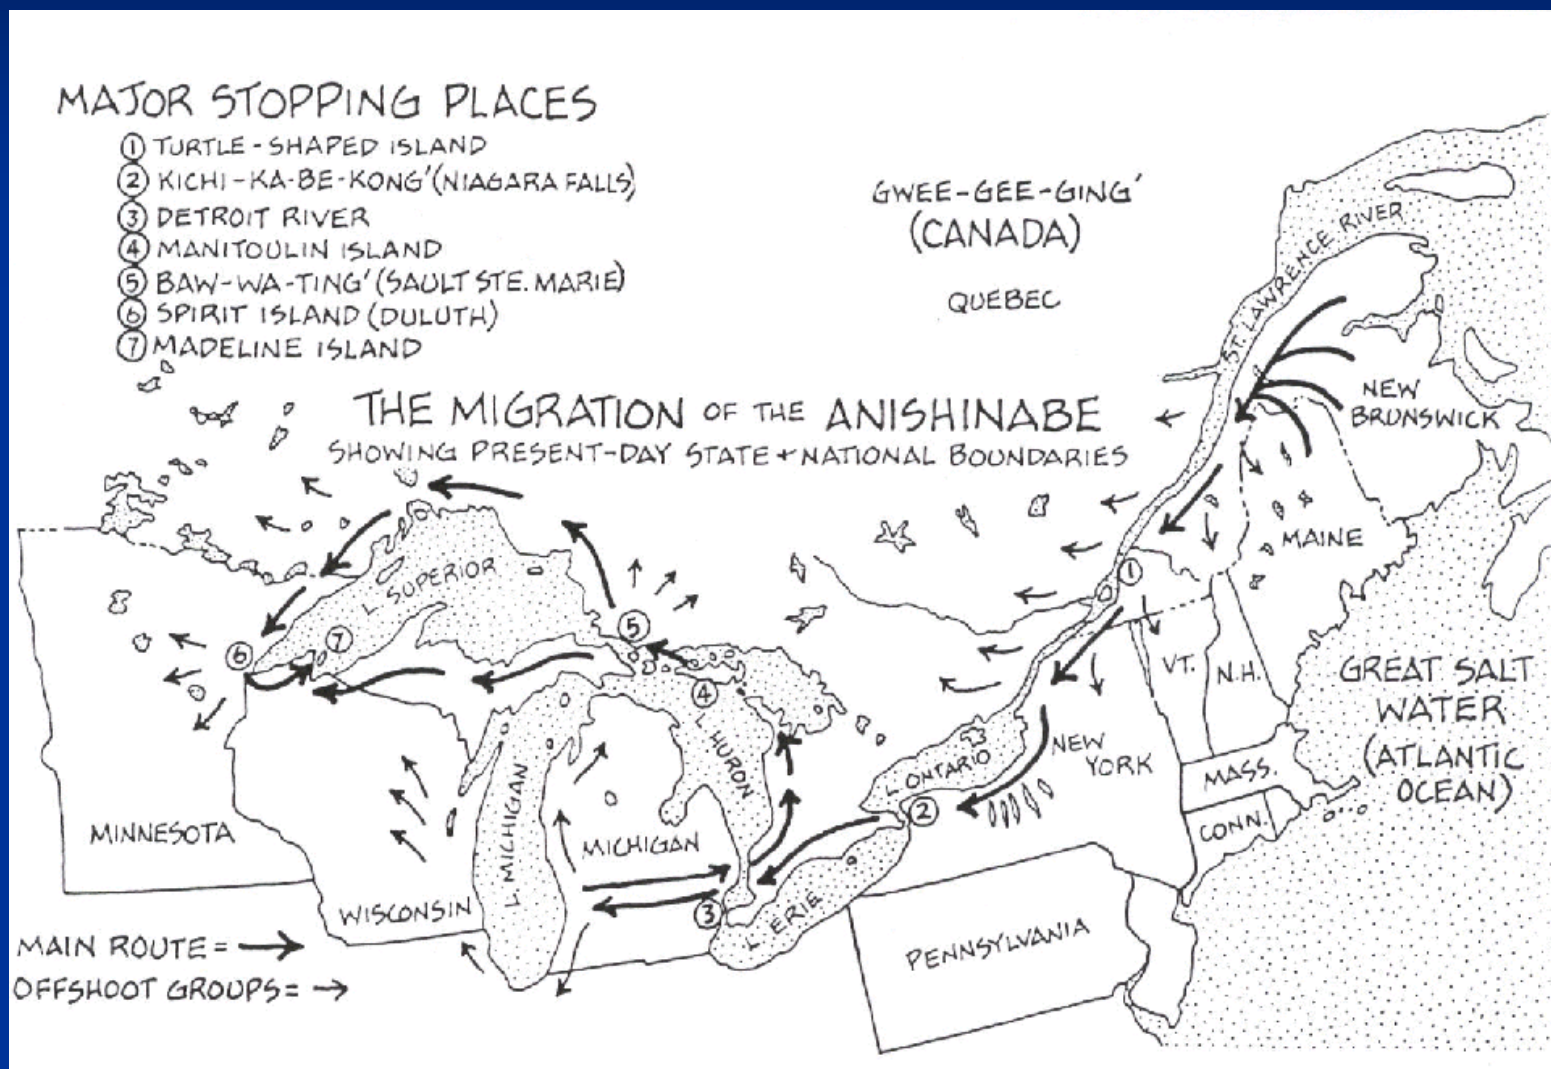 MAJOR STOPPING PLACES
① TURTLE-SHAPED ISLAND
② KICHI-KA-BE-KONG' (NIAGARA FALLS)
③ DETROIT RIVER
④ MANITOULIN ISLAND
⑤ BAW-WA-TING' (SAULT STE. MARIE)
⑥ SPIRIT ISLAND (DULUTH)
⑦ MADELINE ISLAND
GWEE-GEE-GING'
(CANADA)
QUEBEC
ST. LAWRENCE RIVER
THE MIGRATION OF THE ANISHINABE
SHOWING PRESENT-DAY STATE + NATIONAL BOUNDARIES
NEW
BRUNSWICK
MAINE
①
L SUPERIOR
⑦
⑥
⑤
④
L HURON
VT.
N.H.
GREAT SALT
WATER
(ATLANTIC
OCEAN)
NEW
YORK
L ONTARIO
②
MASS.
CONN.
MINNESOTA
L MICHIGAN
MICHIGAN
WISCONSIN
③
L ERIE
PENNSYLVANIA
MAIN ROUTE = →
OFFSHOOT GROUPS = →